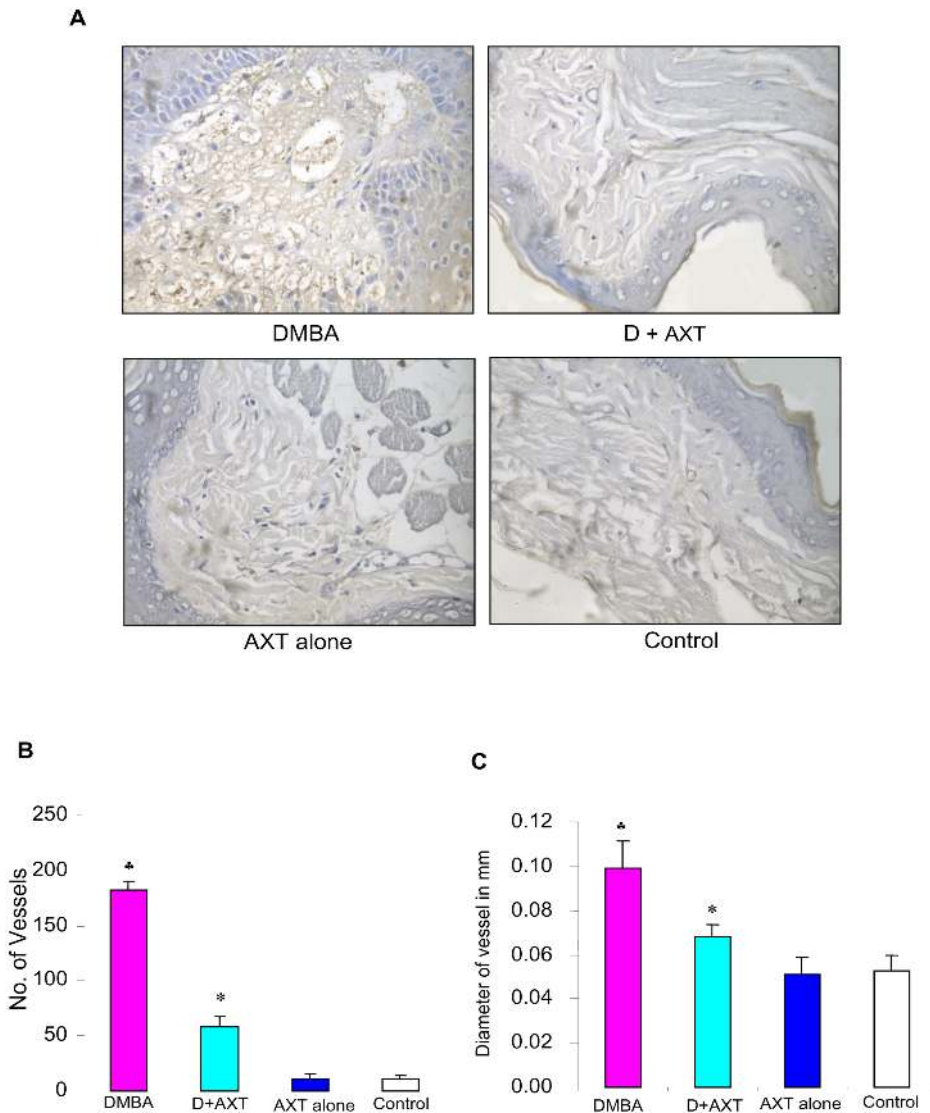 A
DMBA
D + AXT
AXT alone
Control
B
No. of Vessels
250
200
150
100
50
0
♣
*
DMBA
D+AXT
AXT alone
Control
C
Diameter of vessel in mm
0.12
0.10
0.08
0.06
0.04
0.02
0.00
♣
*
DMBA
D+AXT
AXT alone
Control